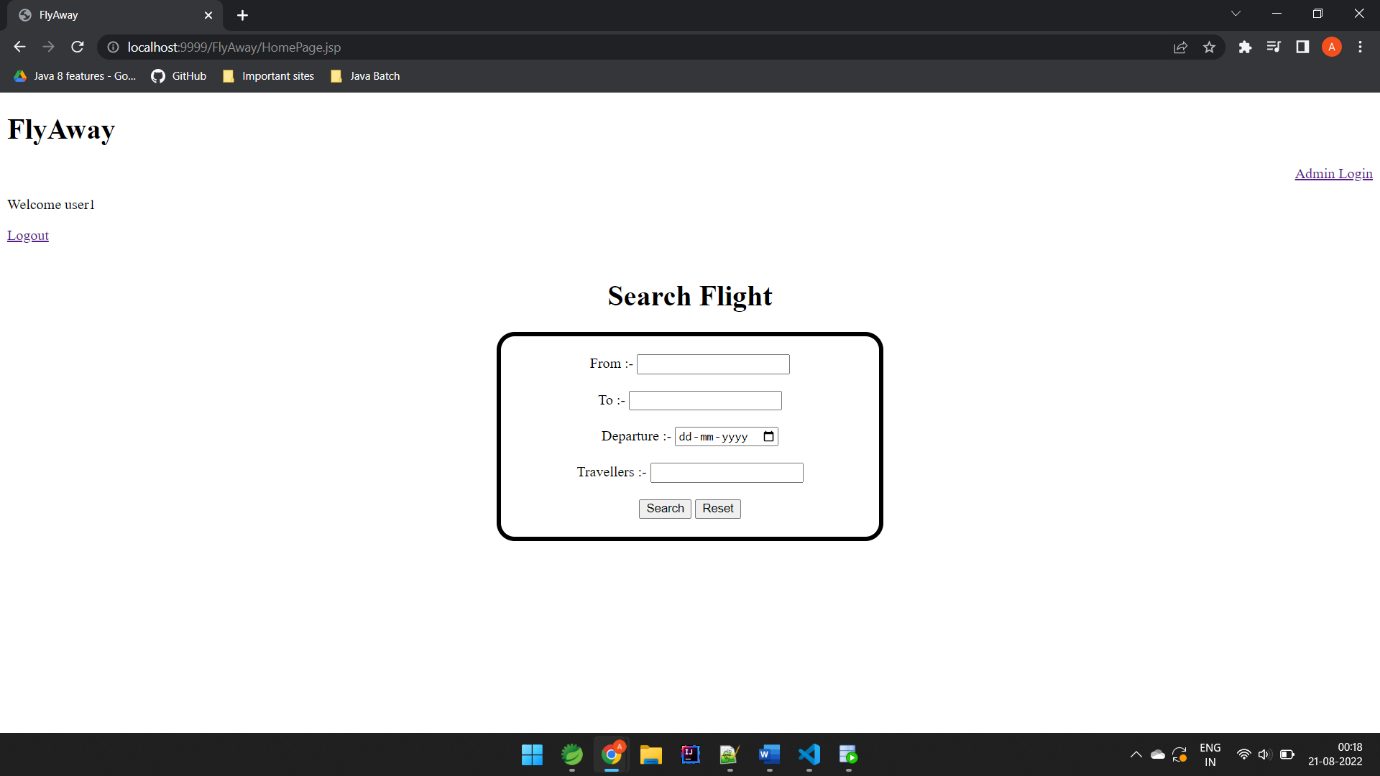 FlyAway
localhost:9999/FlyAway/HomePage.jsp
A
Java 8 features - Go... GitHub Important sites Java Batch
FlyAway
Admin Login
Welcome user1
Logout
Search Flight
From :-
To :-
Departure :- dd-mm-yyyy
Travellers :-
Search Reset
ENG 00:18
IN 21-08-2022